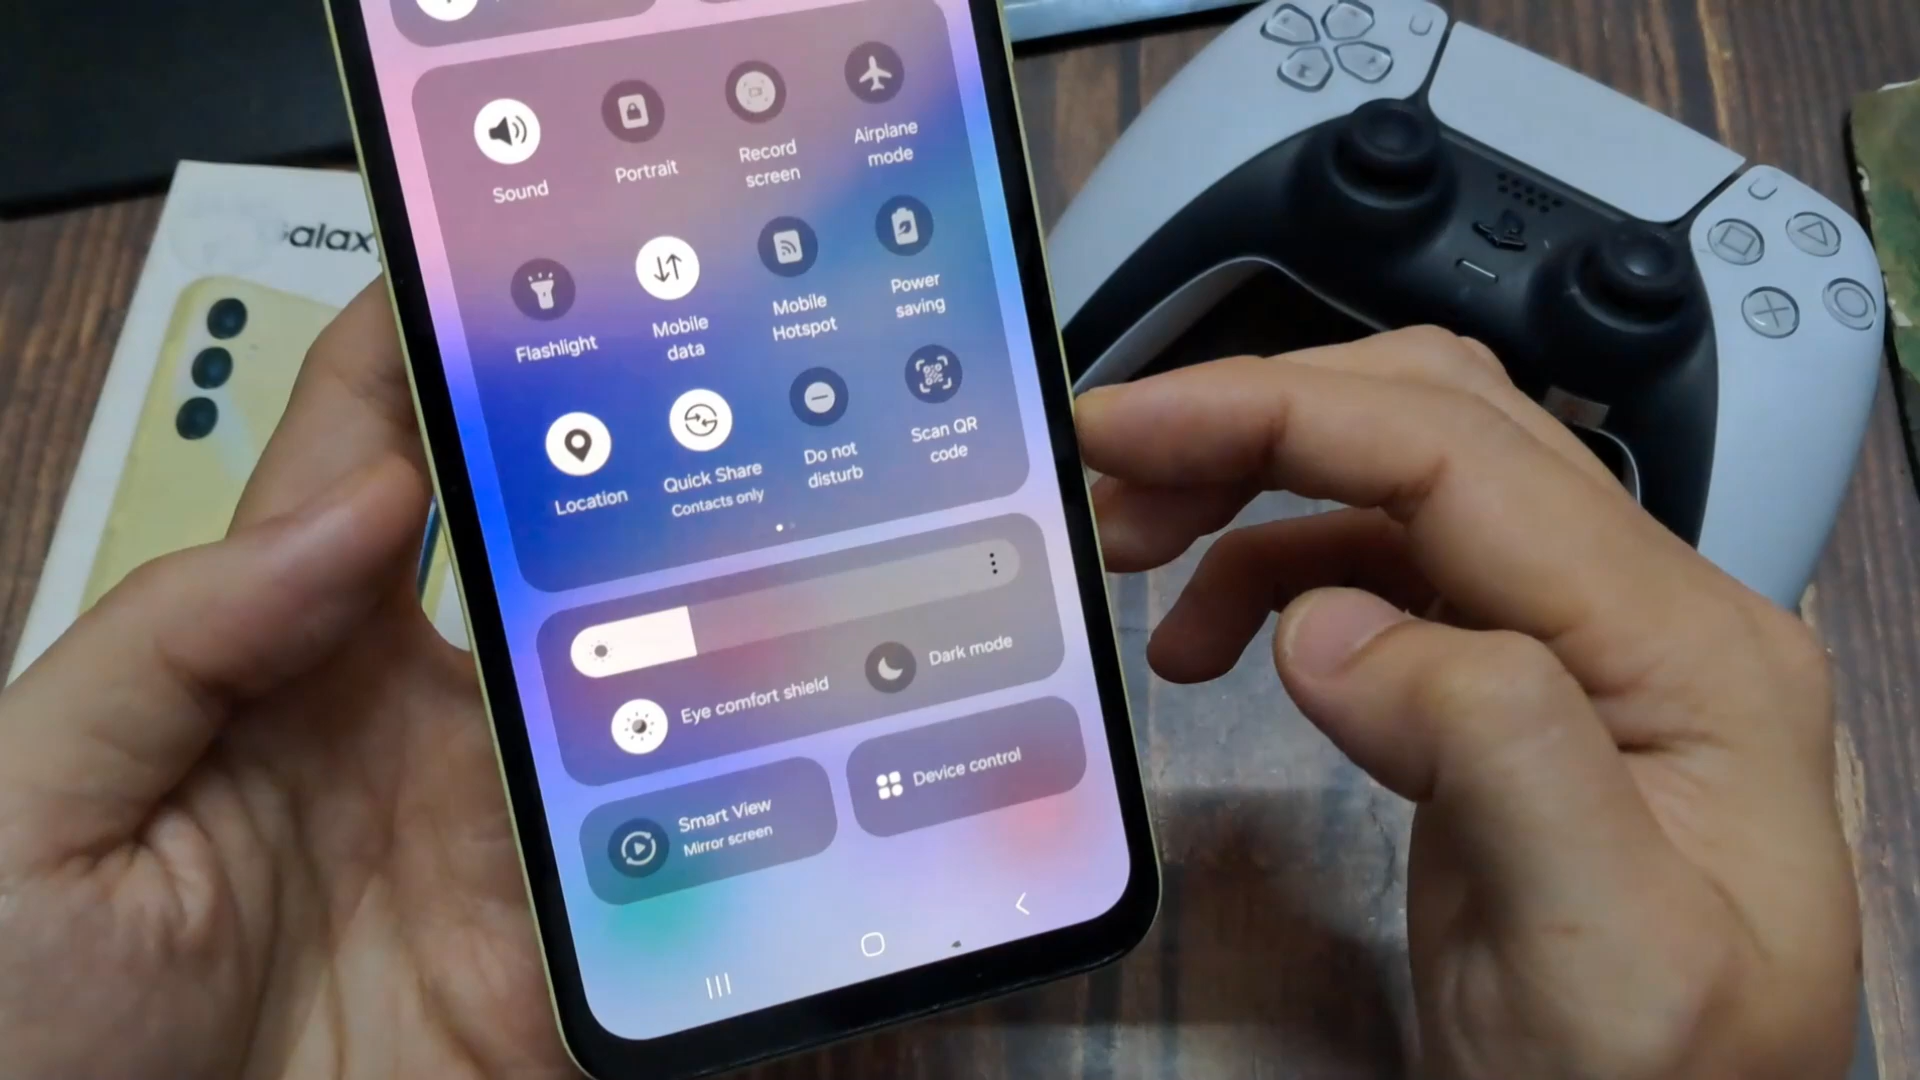 Sound
Portrait
Record
screen
Airplane
mode
Flashlight
Mobile
data
Mobile
Hotspot
Power
saving
Location
Quick Share
Contacts only
Do not
disturb
Scan QR
code
Eye comfort shield
Dark mode
Smart View
Mirror screen
Device control